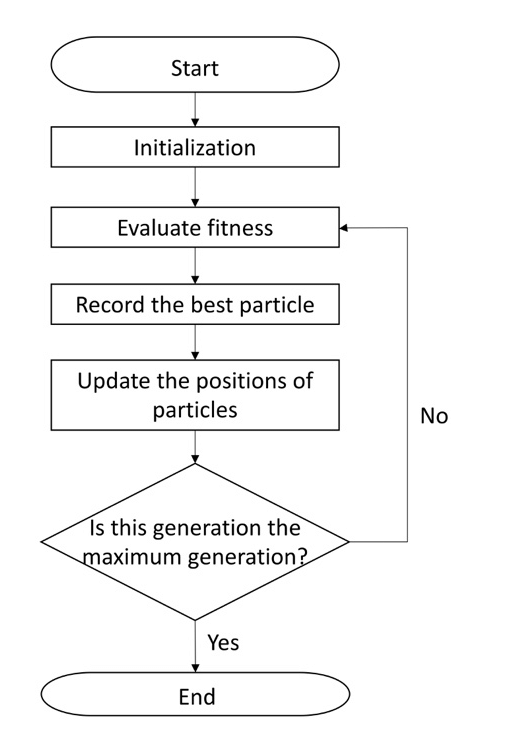 Start
Initialization
Evaluate fitness
Record the best particle
Update the positions of
particles
No
Is this generation the
maximum generation?
Yes
End